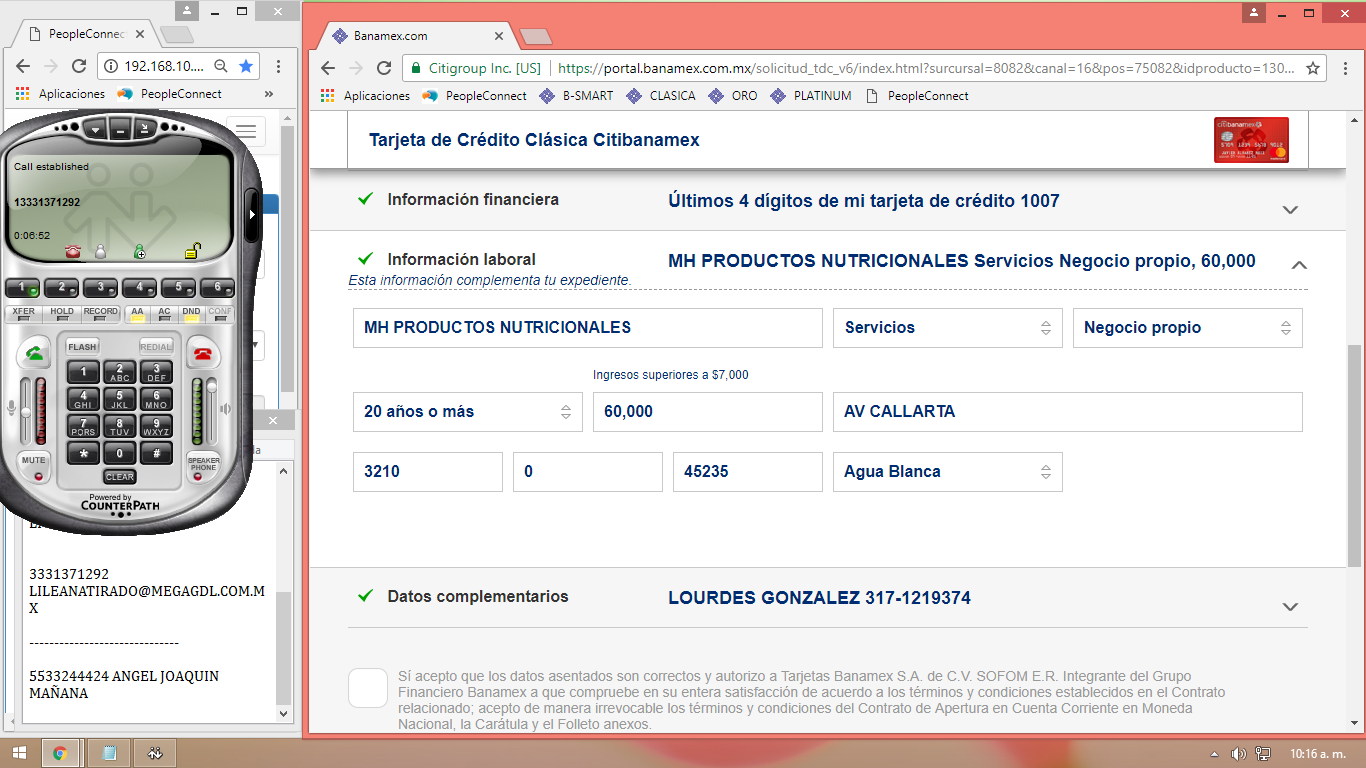 PeopleConnec
192.168.10....
Aplicaciones
PeopleConnect
»
Call established
13331371292
0:06:52
1 2 3 4 5 6
XFER HOLD RECORD AA AC DND CONF
FLASH REDIAL
1 2 ABC 3 DEF
4 GHI 5 JKL 6 MNO
7 PQRS 8 TUV 9 WXYZ
* 0 #
MUTE
CLEAR
SPEAKER PHONE
Powered by
COUNTERPATH
3331371292
LILEANATIRADO@MEGAGDL.COM.M
X
------------------------------
5533244424 ANGEL JOAQUIN
MAÑANA
Banamex.com
Citigroup Inc. [US] https://portal.banamex.com.mx/solicitud_tdc_v6/index.html?sursursal=8082&canal=16&pos=75082&idproducto=130...
Aplicaciones PeopleConnect B-SMART CLASICA ORO PLATINUM PeopleConnect
Tarjeta de Crédito Clásica Citibanamex
citibanamex
Información financiera Últimos 4 dígitos de mi tarjeta de crédito 1007
Información laboral MH PRODUCTOS NUTRICIONALES Servicios Negocio propio, 60,000
Esta información complementa tu expediente.
MH PRODUCTOS NUTRICIONALES Servicios Negocio propio
Ingresos superiores a $7,000
20 años o más 60,000 AV CALLARTA
3210 0 45235 Agua Blanca
Datos complementarios LOURDES GONZALEZ 317-1219374
Sí acepto que los datos asentados son correctos y autorizo a Tarjetas Banamex S.A. de C.V. SOFOM E.R. Integrante del Grupo
Financiero Banamex a que compruebe en su entera satisfacción de acuerdo a los términos y condiciones establecidos en el Contrato
relacionado; acepto de manera irrevocable los términos y condiciones del Contrato de Apertura en Cuenta Corriente en Moneda
Nacional, la Carátula y el Folleto anexos.
10:16 a. m.